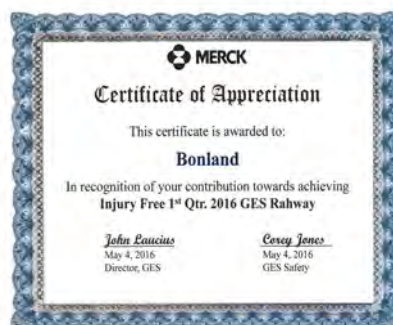 MERCK
Certificate of Appreciation
This certificate is awarded to:
Bonland
In recognition of your contribution towards achieving
Injury Free 1st Qtr. 2016 GES Rahway
John Laucius Corey Jones
May 4, 2016 May 4, 2016
Director, GES GES Safety